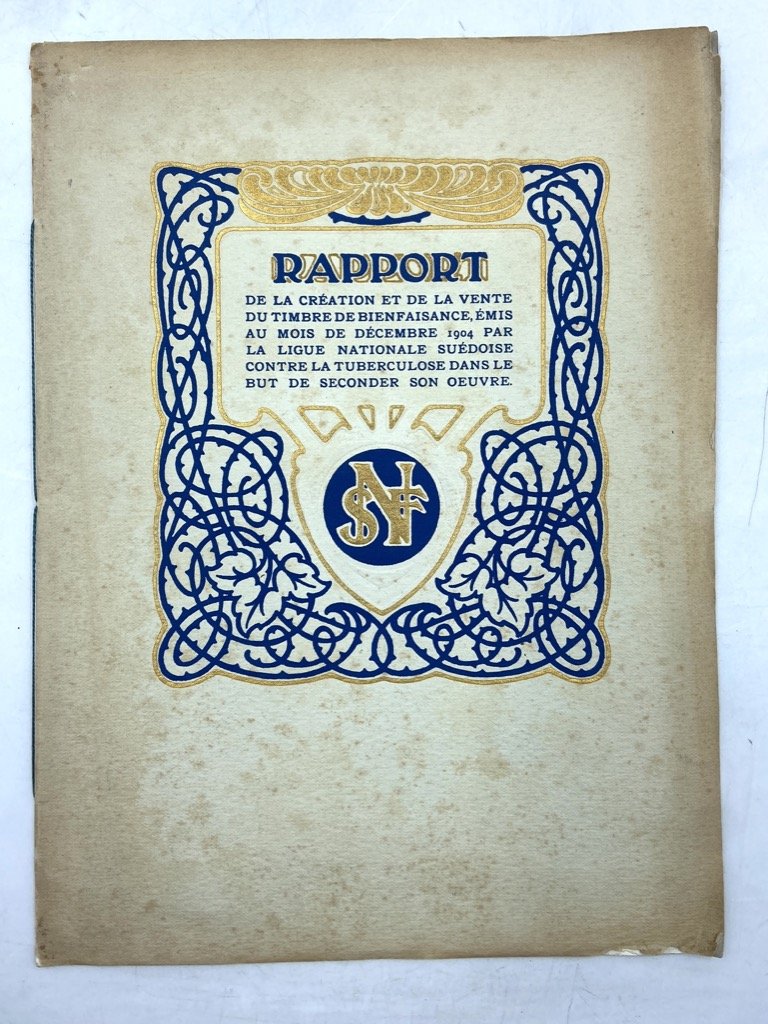 RAPPORT
DE LA CRÉATION ET DE LA VENTE
DU TIMBRE DE BIENFAISANCE, ÉMIS
AU MOIS DE DÉCEMBRE 1904 PAR
LA LIGUE NATIONALE SUÉDOISE
CONTRE LA TUBERCULOSE DANS LE
BUT DE SECONDER SON OEUVRE.
SNF